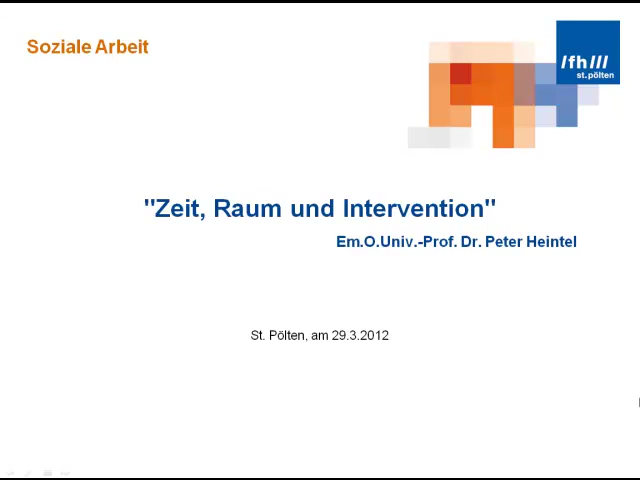 Soziale Arbeit
/fh///
st.pölten
"Zeit, Raum und Intervention"
Em.O.Univ.-Prof. Dr. Peter Heintel
St. Pölten, am 29.3.2012